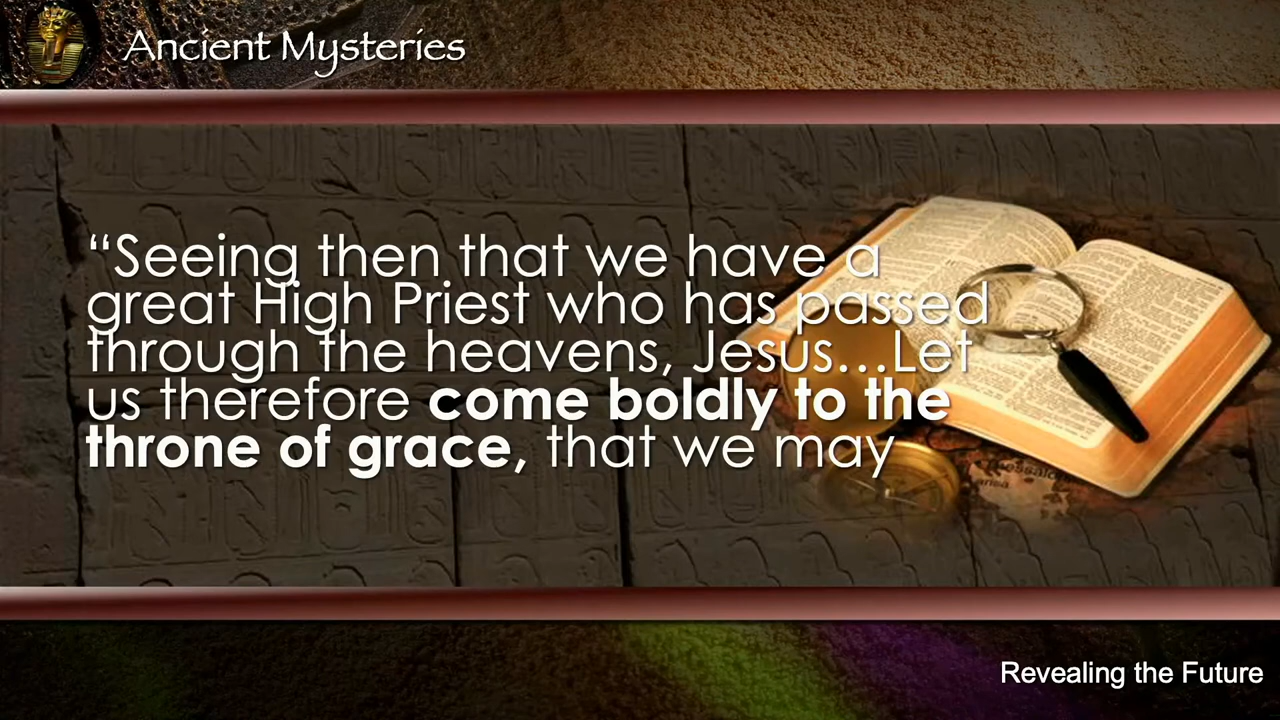 Ancient Mysteries
“Seeing then that we have a
great High Priest who has passed
through the heavens, Jesus…Let
us therefore come boldly to the
throne of grace, that we may
Revealing the Future